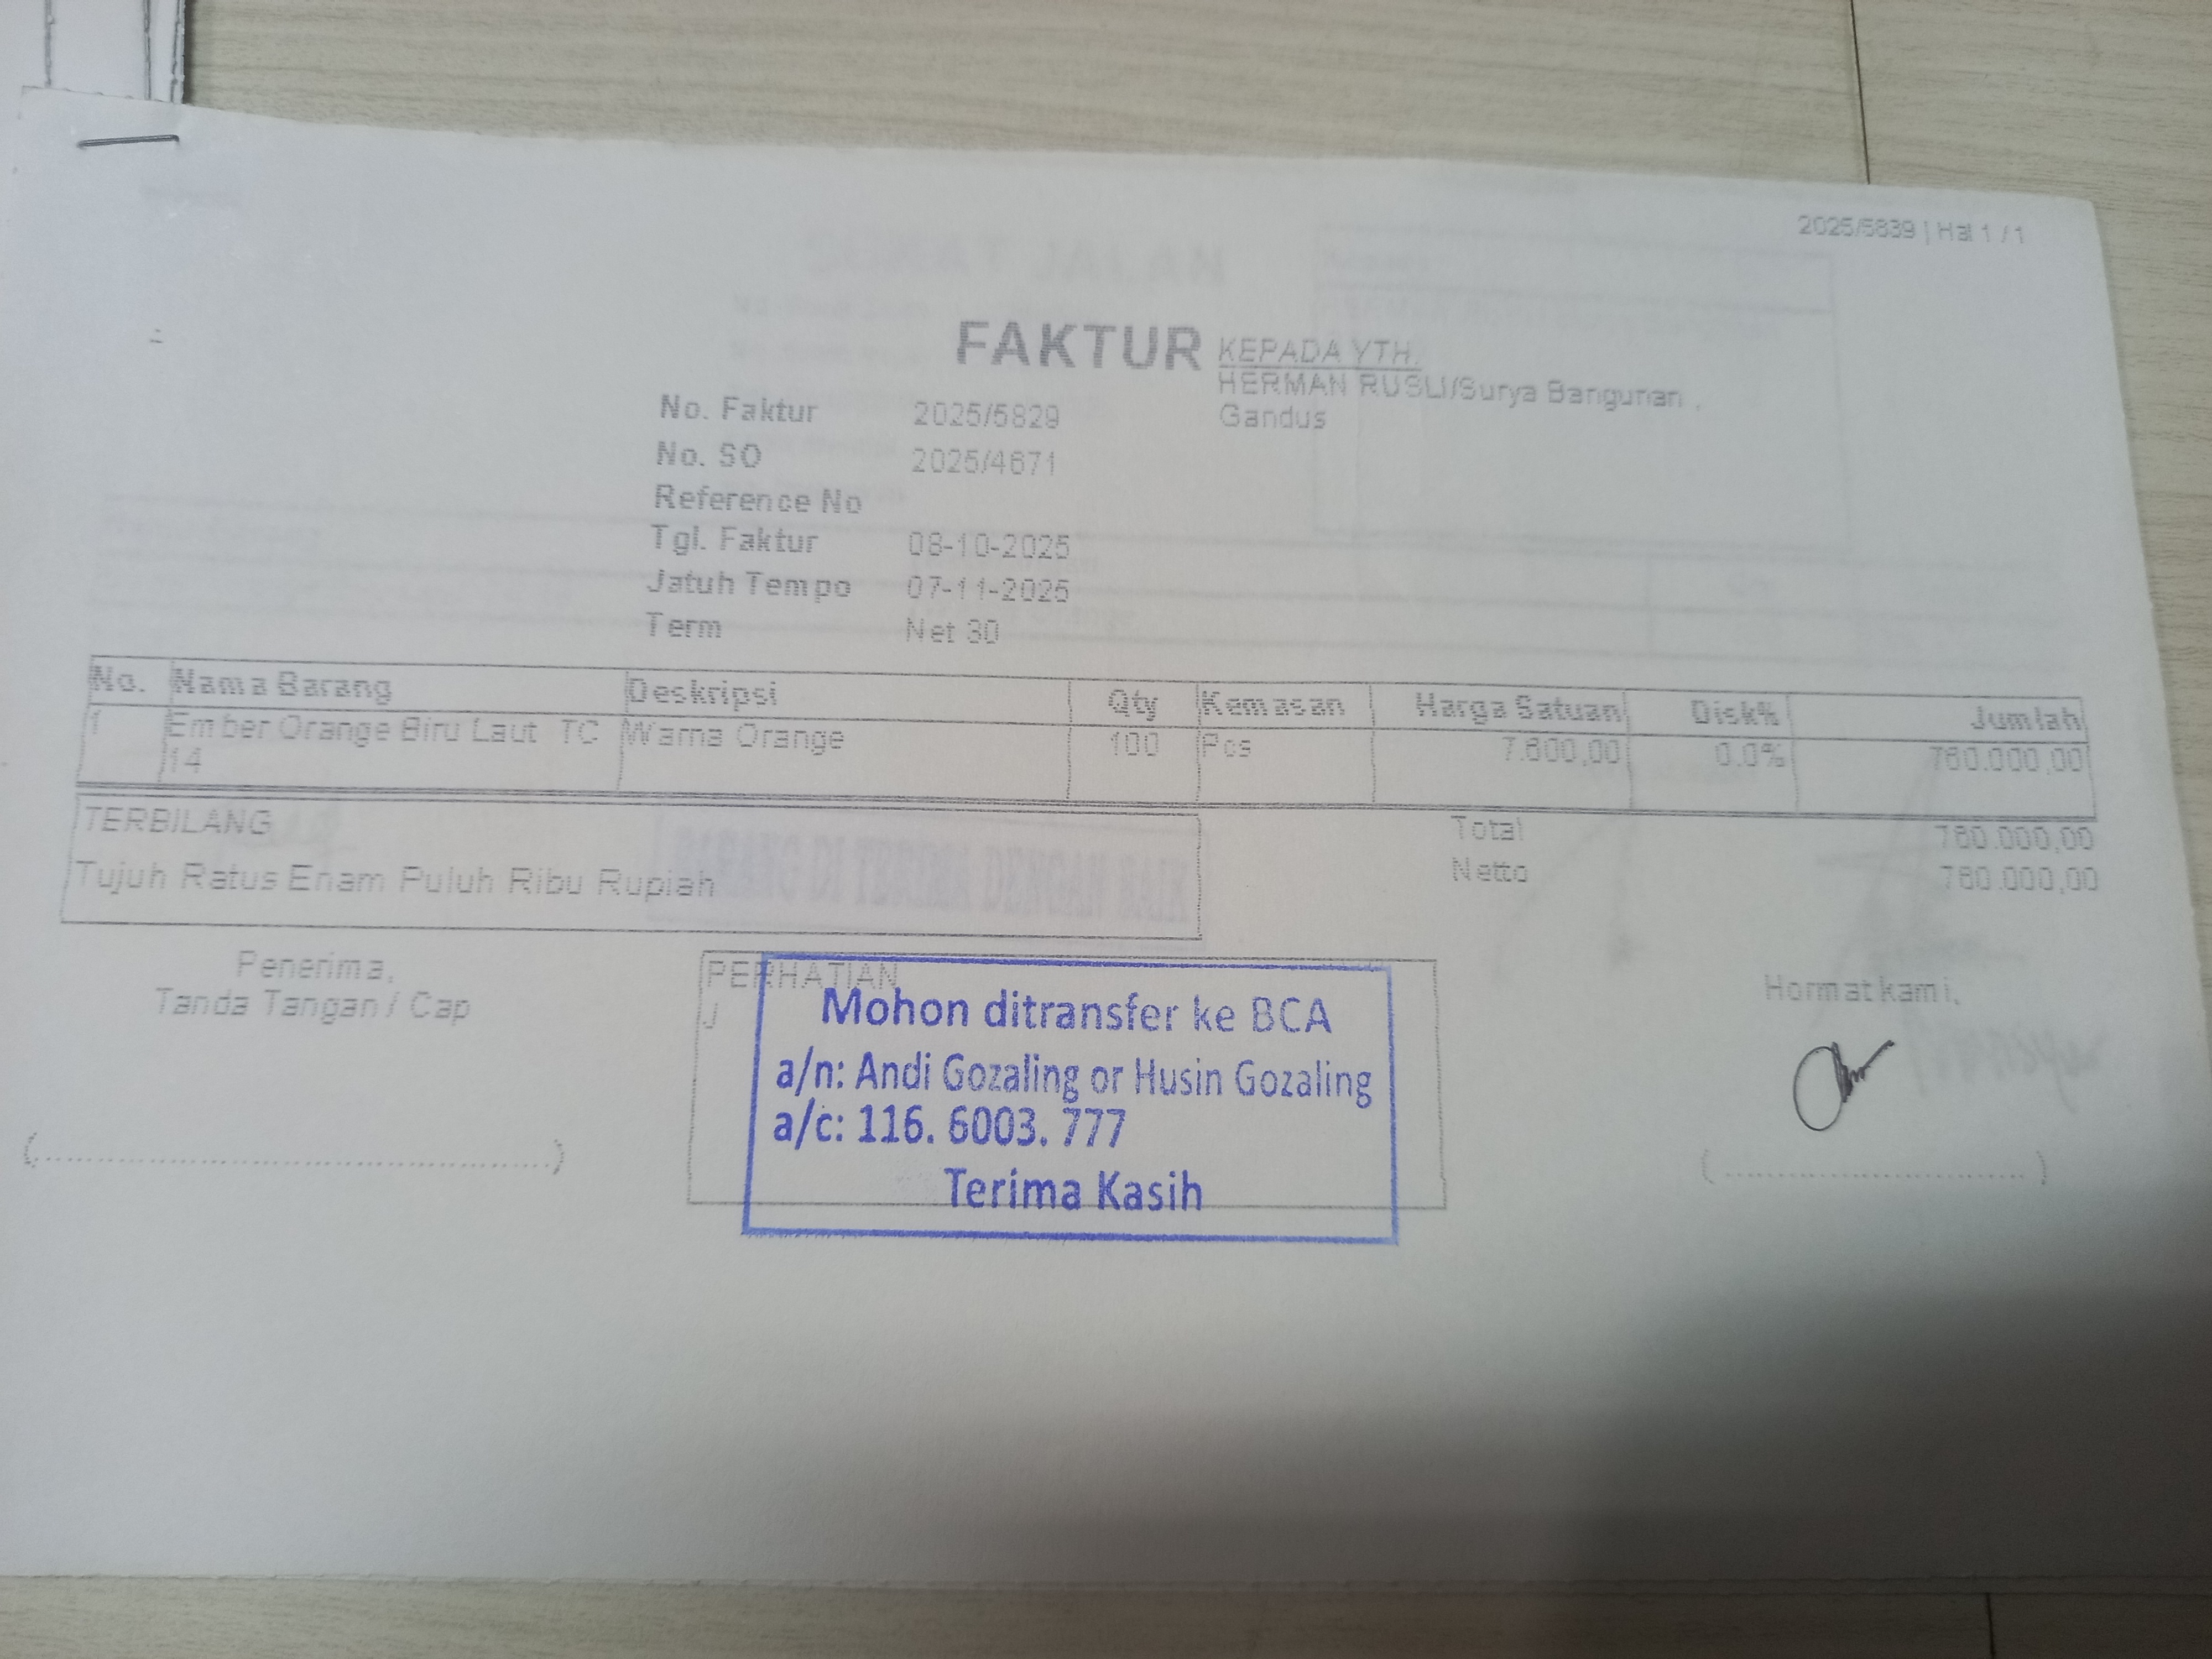 2025/5839 | Hal 1 / 1
FAKTUR
KEPADA YTH.
HERMAN RUSLI/Surya Bangunan ,
Gandus
No. Faktur 2025/5829
No. SO 2025/4671
Reference No
Tgl. Faktur 08-10-2025
Jatuh Tempo 07-11-2025
Term Net 30
No. Nama Barang Deskripsi Qty Kemasan Harga Satuan Disk% Jumlah
1 Ember Orange Biru Laut TC Warna Orange 100 Pcs 7.600,00 0.0% 760.000,00
14
TERBILANG
Tujuh Ratus Enam Puluh Ribu Rupiah
Total 760.000,00
Netto 760.000,00
Penerima,
Tanda Tangan / Cap
PERHATIAN
J
Mohon ditransfer ke BCA
a/n: Andi Gozaling or Husin Gozaling
a/c: 116. 6003. 777
Terima Kasih
Hormat kami,
(..................................................)
( ................................ )
SURAT JALAN